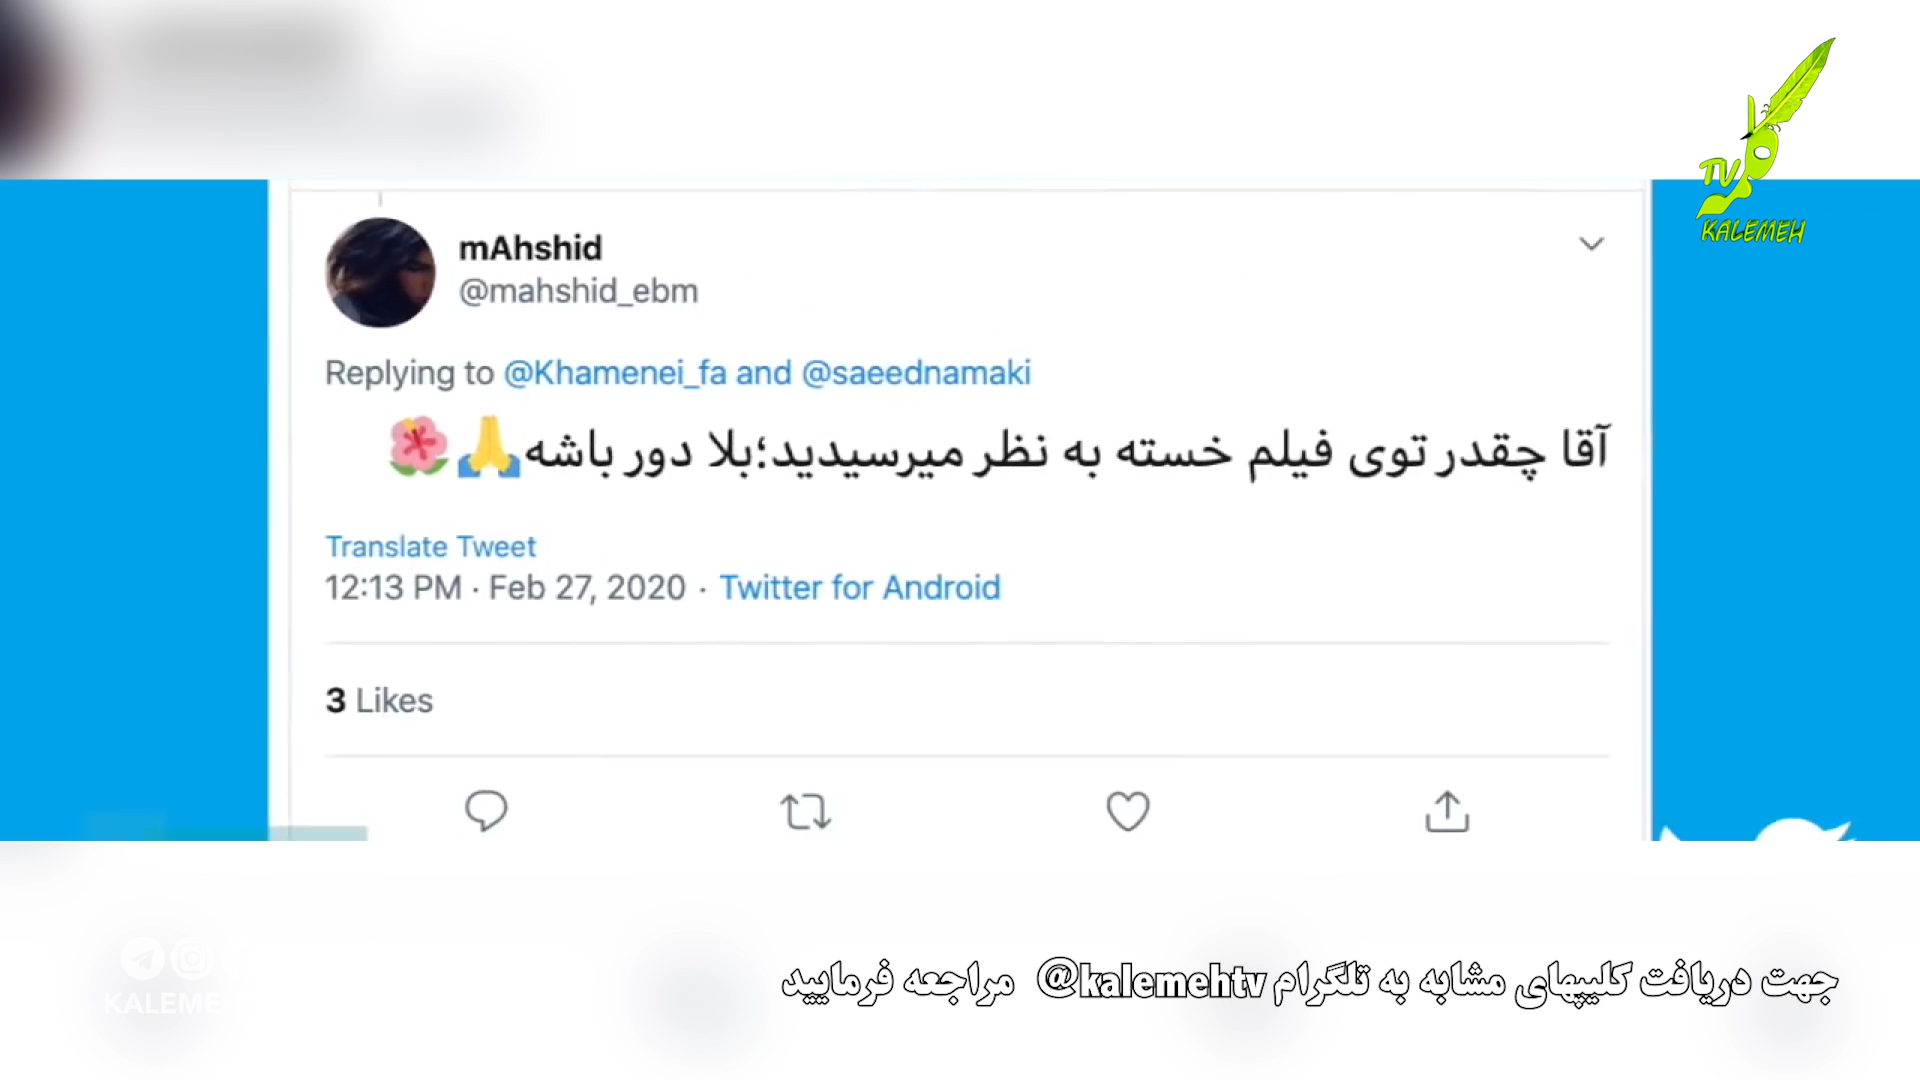 TV
KALEMEH
mAhshid
@mahshid_ebm
Replying to @Khamenei_fa and @saeednamaki
آقا چقدر توی فیلم خسته به نظر میرسیدید؛بلا دور باشه🙏🌺
Translate Tweet
12:13 PM · Feb 27, 2020 · Twitter for Android
3 Likes
KALEME
جهت دریافت کلیپهای مشابه به تلگرام @kalemehtv مراجعه فرمایید